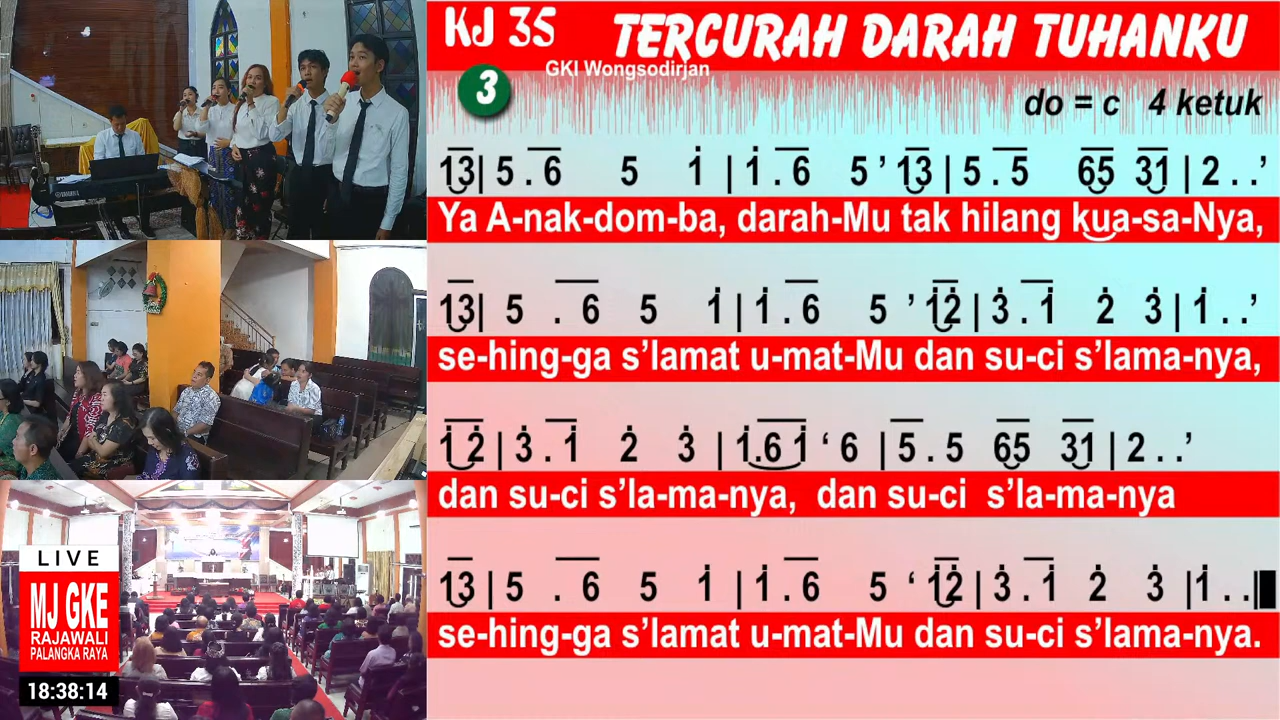 KJ 35 TERCURAH DARAH TUHANKU
GKI Wongsodirjan
3
do = c 4 ketuk
13| 5 . 6 5 1̇ | 1̇ . 6 5 ’ 13 | 5 . 5 65 31 | 2 . . ’
Ya A-nak-dom-ba, darah-Mu tak hilang kua-sa-Nya,
13| 5 . 6 5 1̇ | 1̇ . 6 5 ’ 1̇2̇ | 3̇ . 1̇ 2̇ 3̇ | 1̇ . . ’
se-hing-ga s’lamat u-mat-Mu dan su-ci s’lama-nya,
1̇2̇ | 3̇ . 1̇ 2̇ 3̇ | 1̇.61̇ ‘ 6 | 5 . 5 65 31 | 2 . . ’
dan su-ci s’la-ma-nya, dan su-ci s’la-ma-nya
13 | 5 . 6 5 1̇ | 1̇ . 6 5 ‘ 1̇2̇ | 3̇ . 1̇ 2̇ 3̇ | 1̇ . . ||
se-hing-ga s’lamat u-mat-Mu dan su-ci s’lama-nya.
LIVE
MJ GKE
RAJAWALI
PALANGKA RAYA
18:38:14